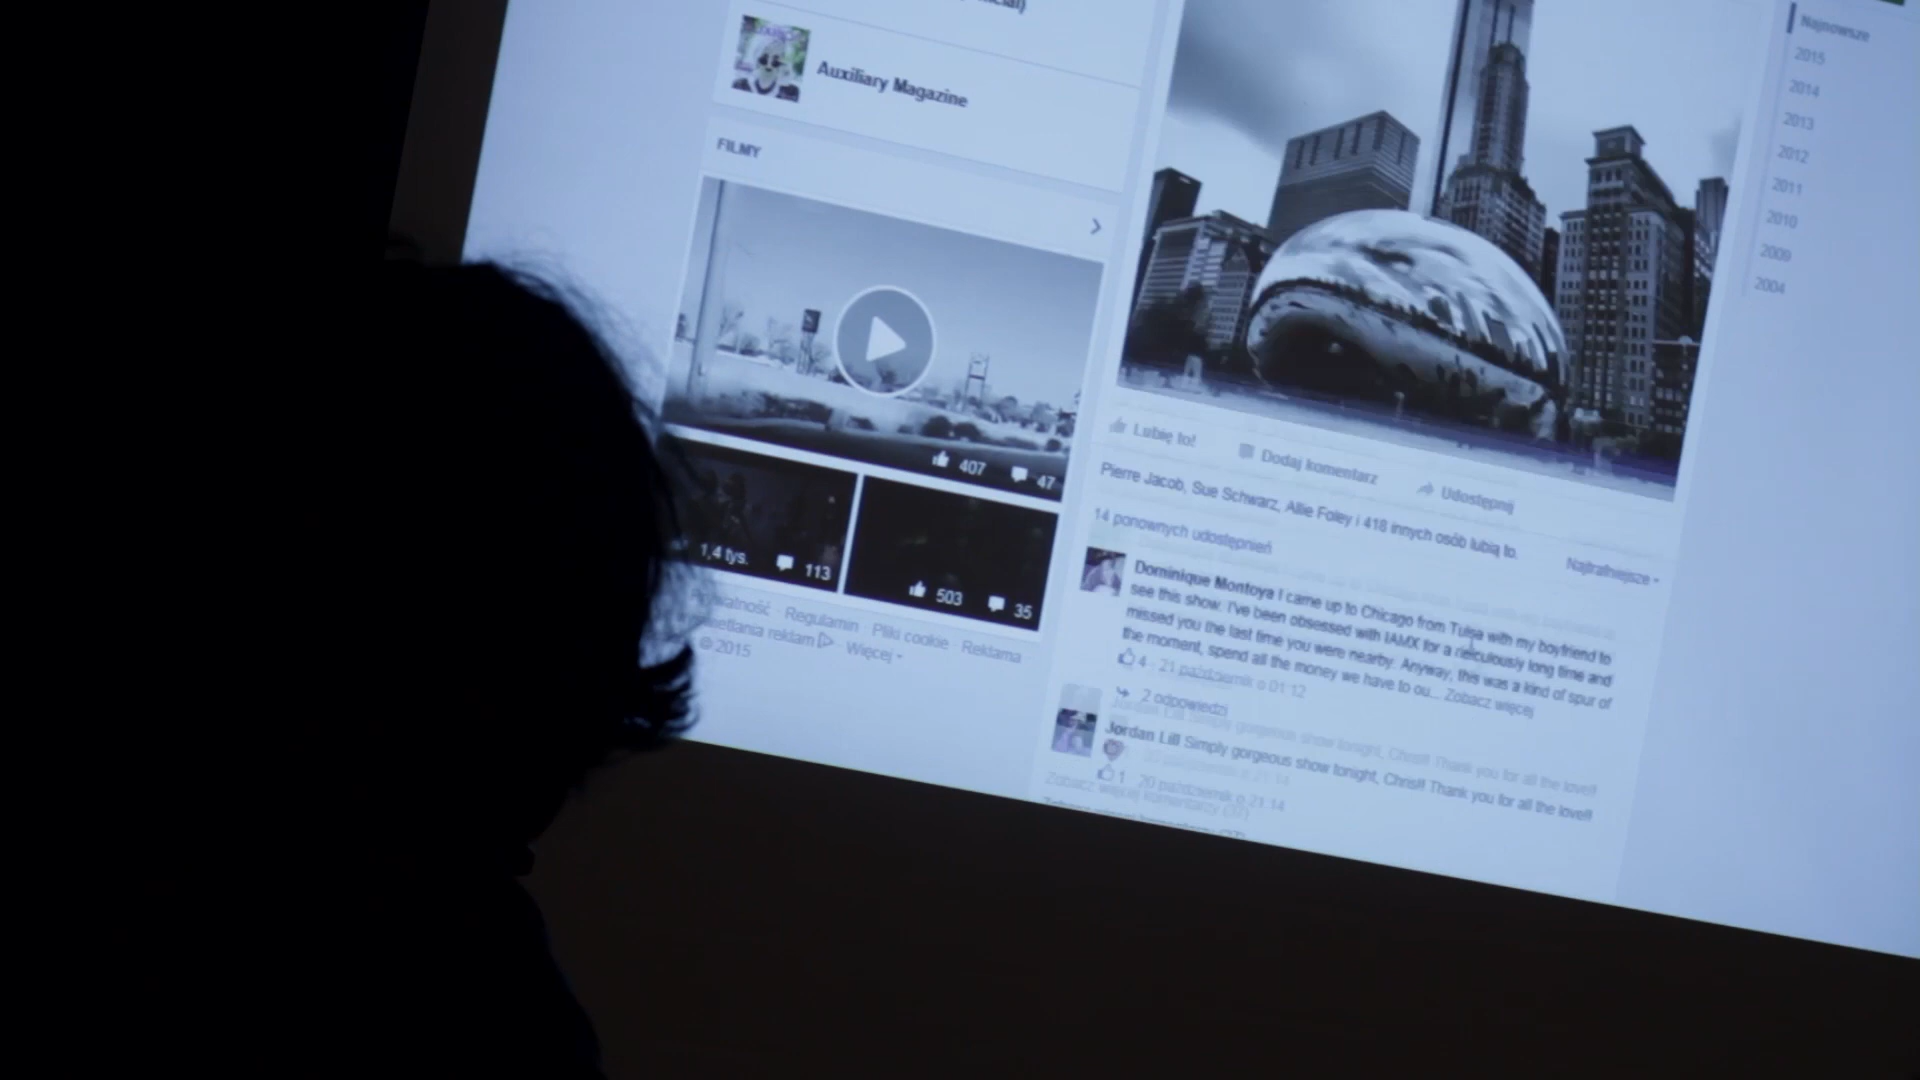 Auxiliary Magazine
FILMY
407 47
1,4 tys. 113
503 35
Regulamin Pliki cookie Reklama
reklam Więcej
© 2015
Lubię to! Dodaj komentarz Udostępnij
Pierre Jacob, Sue Schwarz, Allie Foley i 418 innych osób lubią to.
14 ponownych udostępnień
Najtrafniejsze
Dominique Montoya I came up to Chicago from Tulsa with my boyfriend to
see this show. I've been obsessed with IAMX for a ridiculously long time and
missed you the last time you were nearby. Anyway, this was a kind of spur of
the moment, spend all the money we have to ou... Zobacz więcej
4 · 21 październik o 01:12
2 odpowiedzi
Jordan Lill Simply gorgeous show tonight, Chris!! Thank you for all the love!!
1 · 20 październik o 21:14
Zobacz więcej komentarzy
Najnowsze
2015
2014
2013
2012
2011
2010
2009
2004